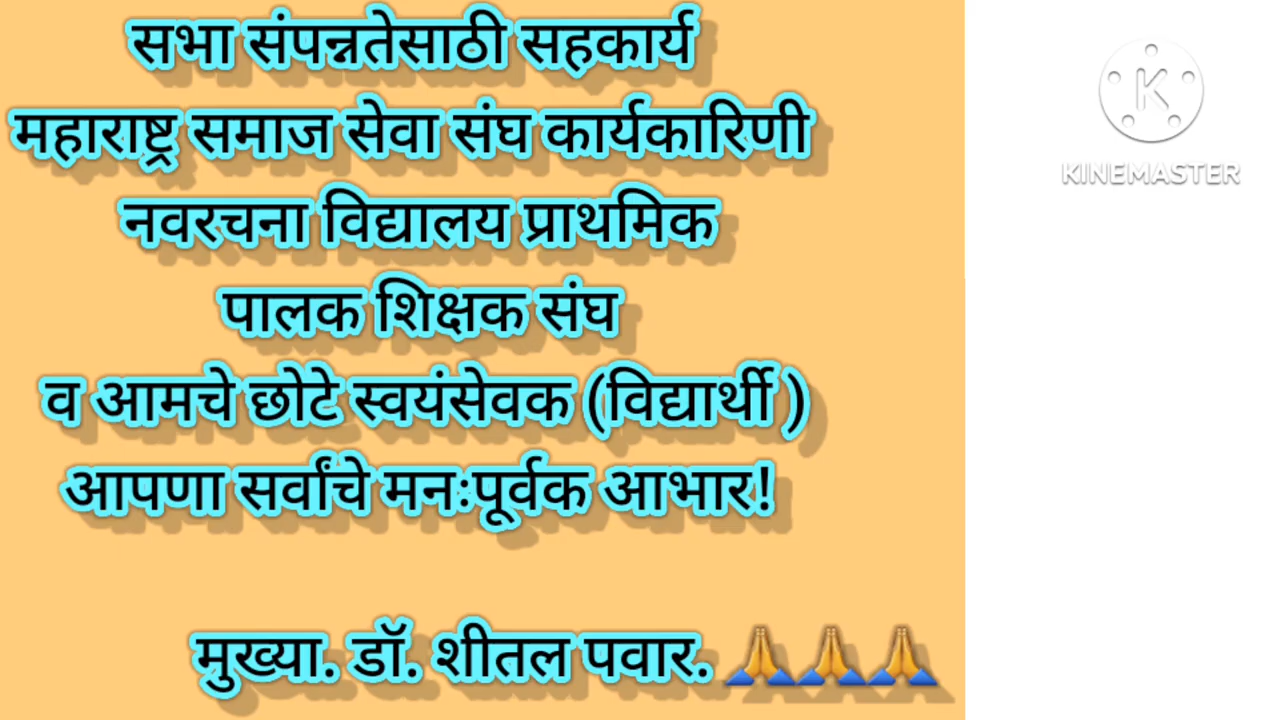 सभा संपन्नतेसाठी सहकार्य
महाराष्ट्र समाज सेवा संघ कार्यकारिणी
नवरचना विद्यालय प्राथमिक
पालक शिक्षक संघ
व आमचे छोटे स्वयंसेवक (विद्यार्थी )
आपणा सर्वांचे मनःपूर्वक आभार!
मुख्या. डॉ. शीतल पवार. 🙏🙏🙏
K
KINEMASTER